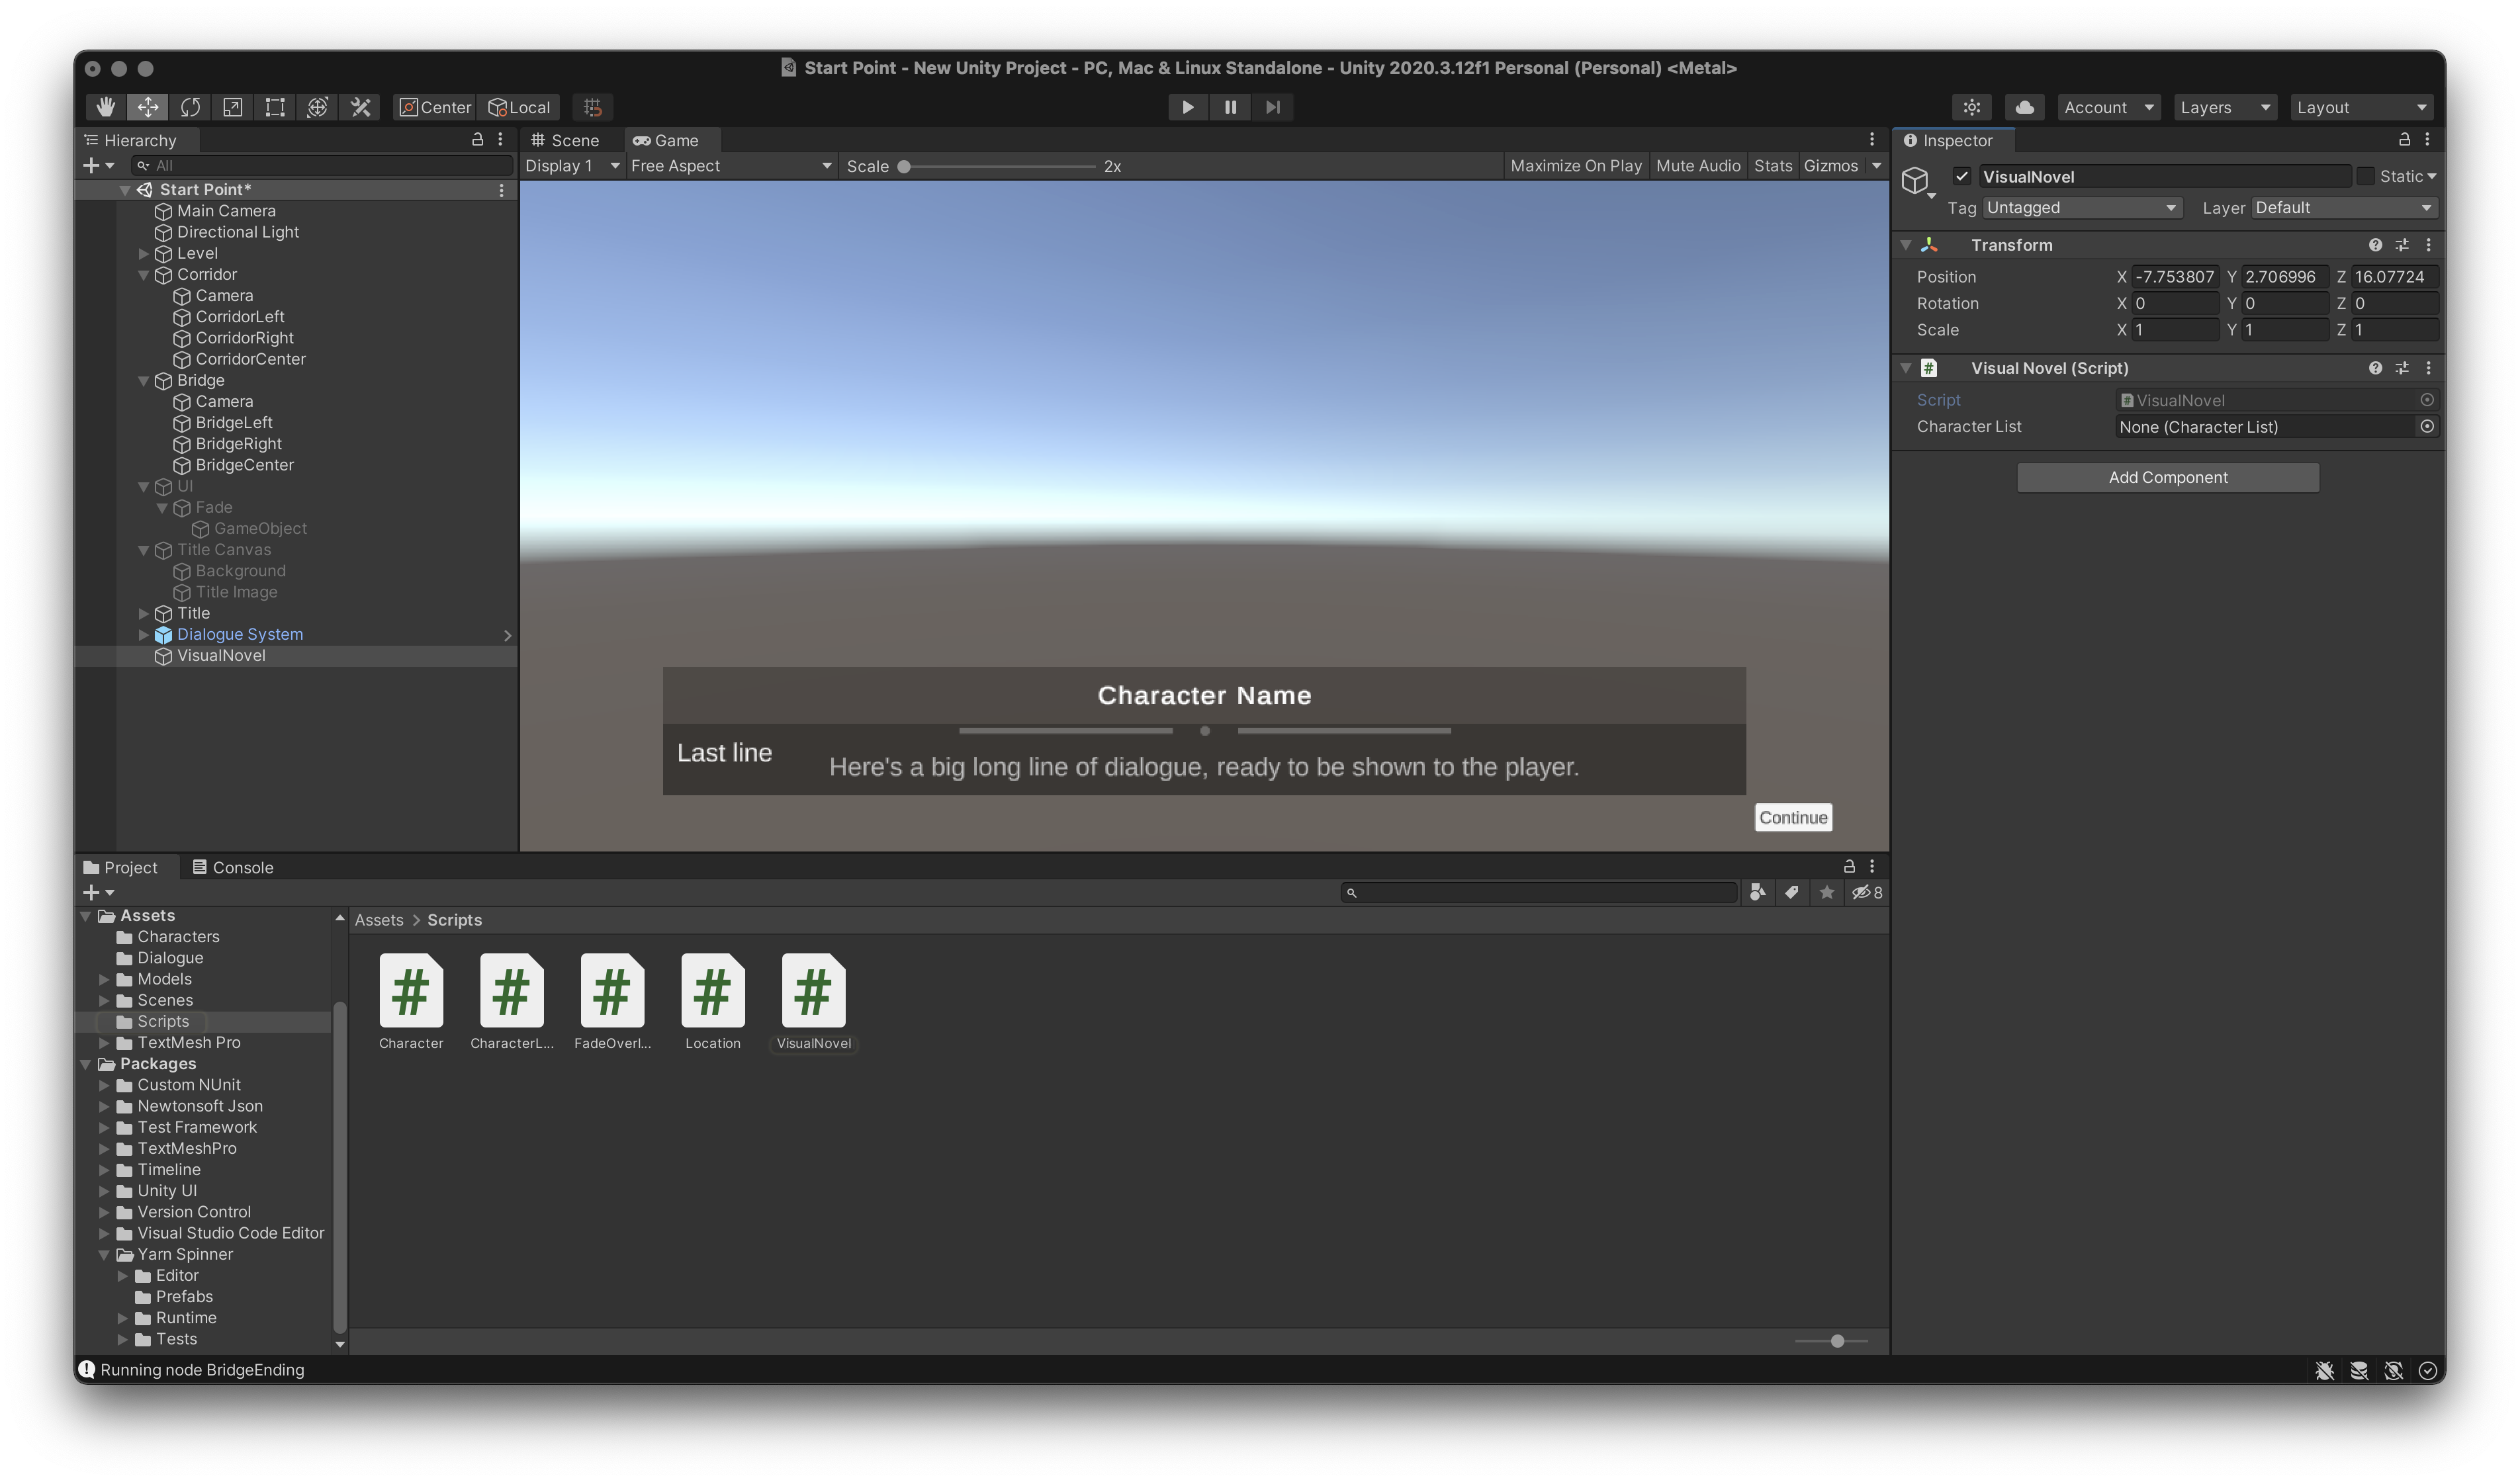 Start Point - New Unity Project - PC, Mac & Linux Standalone - Unity 2020.3.12f1 Personal (Personal) <Metal>
Center
Local
Account
Layers
Layout
Hierarchy
All
Start Point*
Main Camera
Directional Light
Level
Corridor
Camera
CorridorLeft
CorridorRight
CorridorCenter
Bridge
Camera
BridgeLeft
BridgeRight
BridgeCenter
UI
Fade
GameObject
Title Canvas
Background
Title Image
Title
Dialogue System
VisualNovel
Scene
Game
Display 1
Free Aspect
Scale
2x
Maximize On Play
Mute Audio
Stats
Gizmos
Character Name
Last line
Here's a big long line of dialogue, ready to be shown to the player.
Continue
Inspector
VisualNovel
Static
Tag Untagged
Layer Default
Transform
Position X -7.753807 Y 2.706996 Z 16.07724
Rotation X 0 Y 0 Z 0
Scale X 1 Y 1 Z 1
Visual Novel (Script)
Script # VisualNovel
Character List None (Character List)
Add Component
Project
Console
8
Assets
Characters
Dialogue
Models
Scenes
Scripts
TextMesh Pro
Packages
Custom NUnit
Newtonsoft Json
Test Framework
TextMeshPro
Timeline
Unity UI
Version Control
Visual Studio Code Editor
Yarn Spinner
Editor
Prefabs
Runtime
Tests
Assets > Scripts
# # # # #
Character
CharacterL...
FadeOverl...
Location
VisualNovel
Running node BridgeEnding